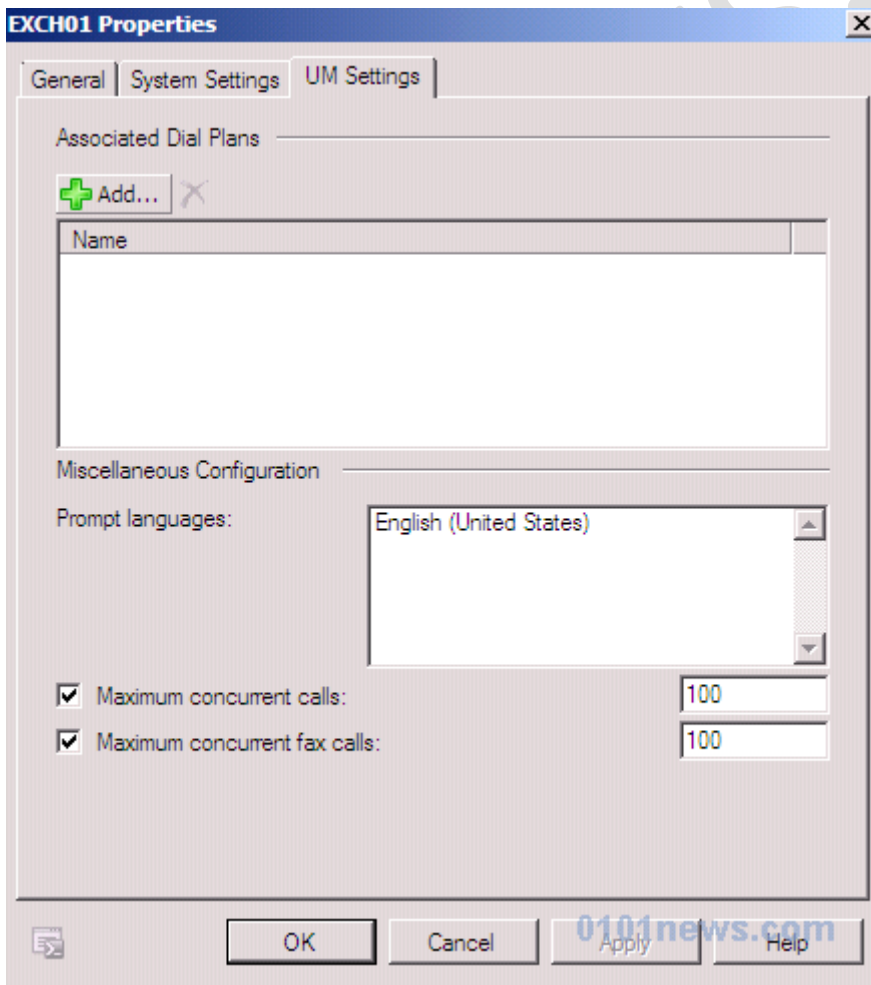 EXCH01 Properties
General System Settings UM Settings
Associated Dial Plans
Add...
Name
Miscellaneous Configuration
Prompt languages:
English (United States)
Maximum concurrent calls: 100
Maximum concurrent fax calls: 100
OK Cancel Apply Help
0101news.com